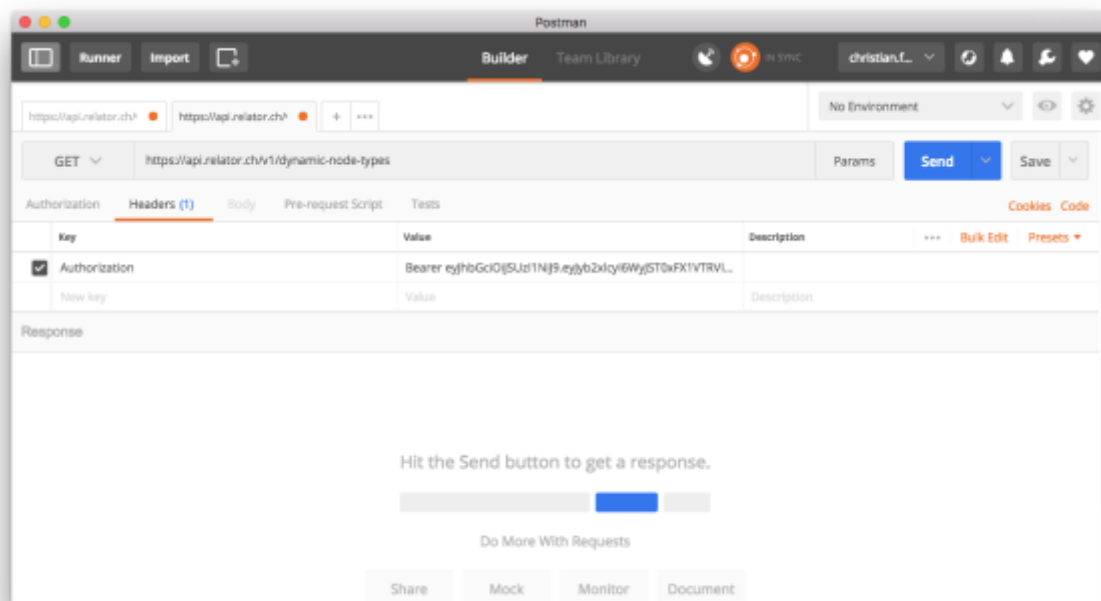 Postman
Runner Import Builder Team Library IN SYNC christian.f...
https://api.relator.ch/ https://api.relator.ch/ + ••• No Environment
GET https://api.relator.ch/v1/dynamic-node-types Params Send Save
Authorization Headers (1) Body Pre-request Script Tests Cookies Code
Key Value Description ••• Bulk Edit Presets
Authorization Bearer
New key Value Description
Response
Hit the Send button to get a response.
Do More With Requests
Share Mock Monitor Document